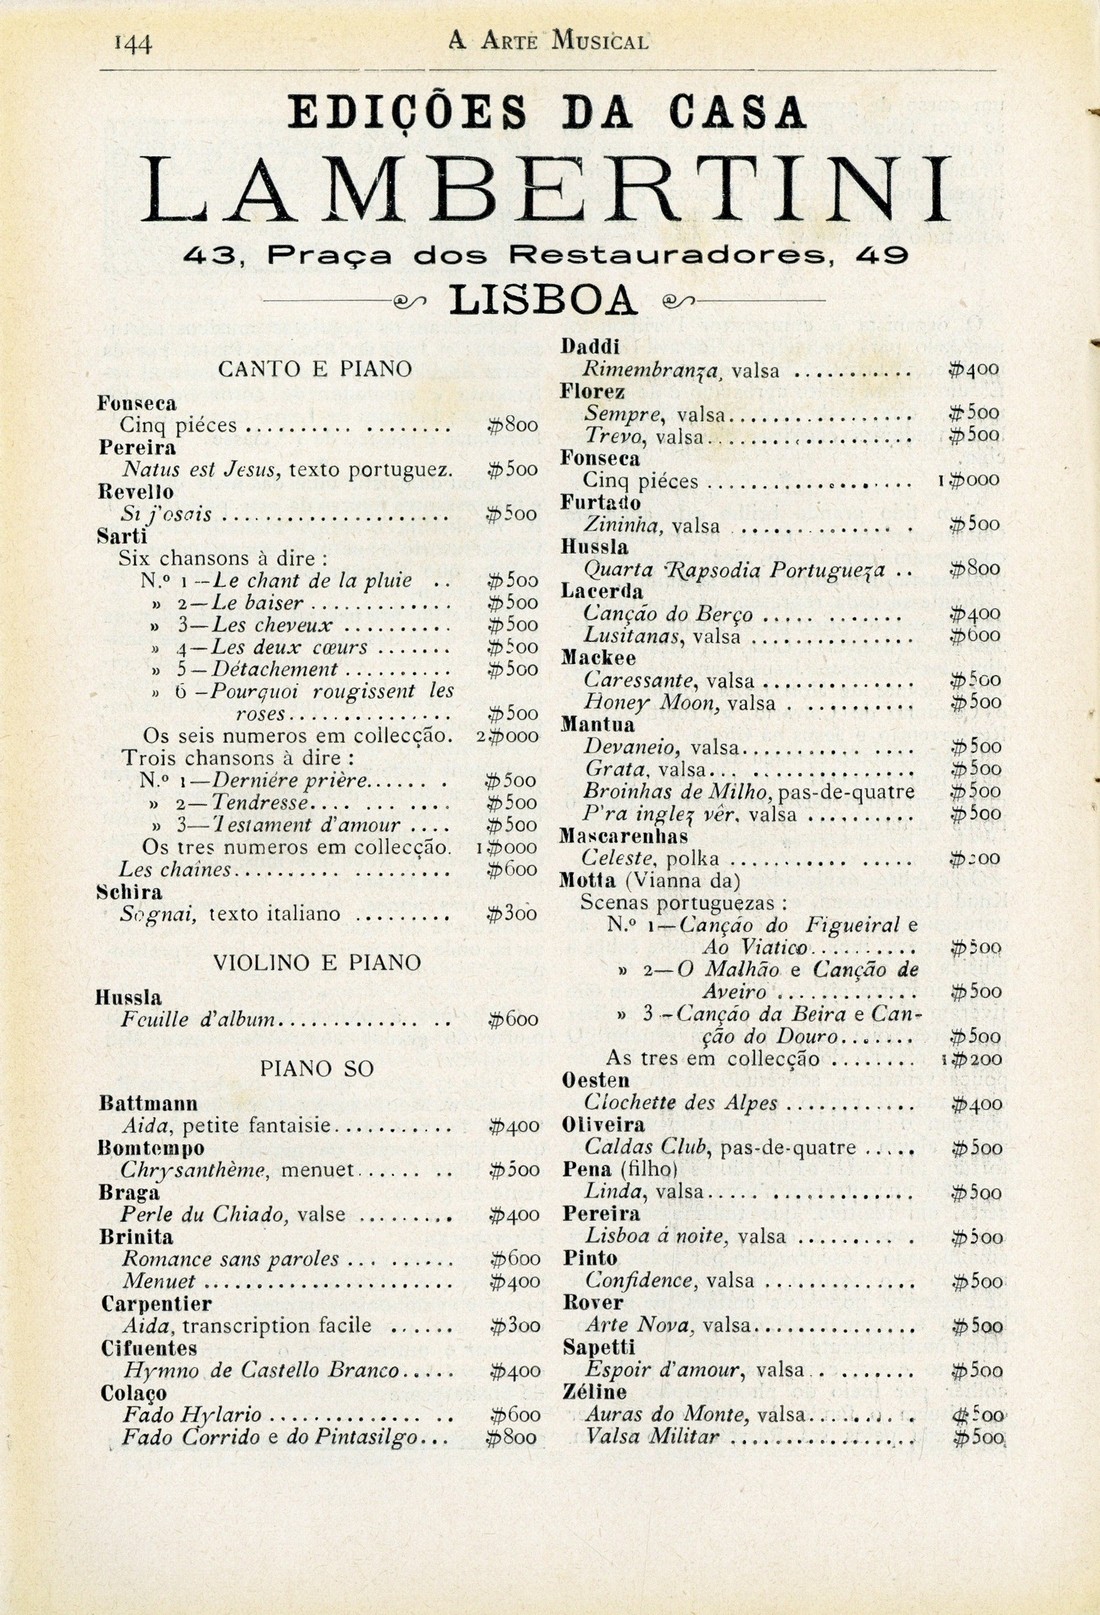 144
A ARTE MUSICAL
EDIÇÕES DA CASA
LAMBERTINI
43, Praça dos Restauradores, 49
LISBOA
CANTO E PIANO
Fonseca
Cinq piéces .......... ........ $800
Pereira
Natus est Jesus, texto portuguez. $500
Revello
Si j'osais .................... $500
Sarti
Six chansons à dire :
N.º 1 —Le chant de la pluie .. $500
» 2—Le baiser ............. $500
» 3—Les cheveux .......... $500
» 4—Les deux cœurs ....... $500
» 5—Détachement .......... $500
» 6 —Pourquoi rougissent les
roses............... $500
Os seis numeros em collecção. 2$000
Trois chansons à dire :
N.º 1—Derniére prière...... . $500
» 2—Tendresse.... ... .... $500
» 3—Testament d'amour .... $500
Os tres numeros em collecção. 1$000
Les chaînes.......... ......... $600
Schira
Sognai, texto italiano ......... $300
VIOLINO E PIANO
Hussla
Feuille d'album............. .. $600
PIANO SO
Battmann
Aida, petite fantaisie........... $400
Bomtempo
Chrysanthème, menuet...... .. $500
Braga
Perle du Chiado, valse ......... $400
Brinita
Romance sans paroles ... ...... $600
Menuet ...................... $400
Carpentier
Aida, transcription facile ...... $300
Cifuentes
Hymno de Castello Branco..... $400
Colaço
Fado Hylario .............. .. $600
Fado Corrido e do Pintasilgo... $800
Daddi
Rimembranza, valsa ........... $400
Florez
Sempre, valsa................. $500
Trevo, valsa................... $500
Fonseca
Cinq piéces ................... 1$000
Furtado
Zininha, valsa ............... . $500
Hussla
Quarta Rapsodia Portugueza .. $800
Lacerda
Canção do Berço ..... ....... $400
Lusitanas, valsa ............... $600
Mackee
Caressante, valsa .............. $500
Honey Moon, valsa . .......... $500
Mantua
Devaneio, valsa........... .... $500
Grata, valsa... ............... $500
Broinhas de Milho, pas-de-quatre $500
P'ra inglez vêr, valsa .......... $500
Mascarenhas
Celeste, polka ........... .....
Motta (Vianna da)
Scenas portuguezas :
N.º 1—Canção do Figueiral e
Ao Viatico.......... $500
» 2—O Malhão e Canção de
Aveiro ............. $500
» 3 —Canção da Beira e Can-
ção do Douro....... $500
As tres em collecção ........ 1$200
Oesten
Clochette des Alpes ............ $400
Oliveira
Caldas Club, pas-de-quatre ..... $500
Pena (filho)
Linda, valsa..... ............. $500
Pereira
Lisboa á noite, valsa .......... . $500
Pinto
Confidence, valsa .............. $500
Rover
Arte Nova, valsa............... $500
Sapetti
Espoir d'amour, valsa.. ........ $500
Zéline
Auras do Monte, valsa......... . $500
Valsa Militar ................. $500